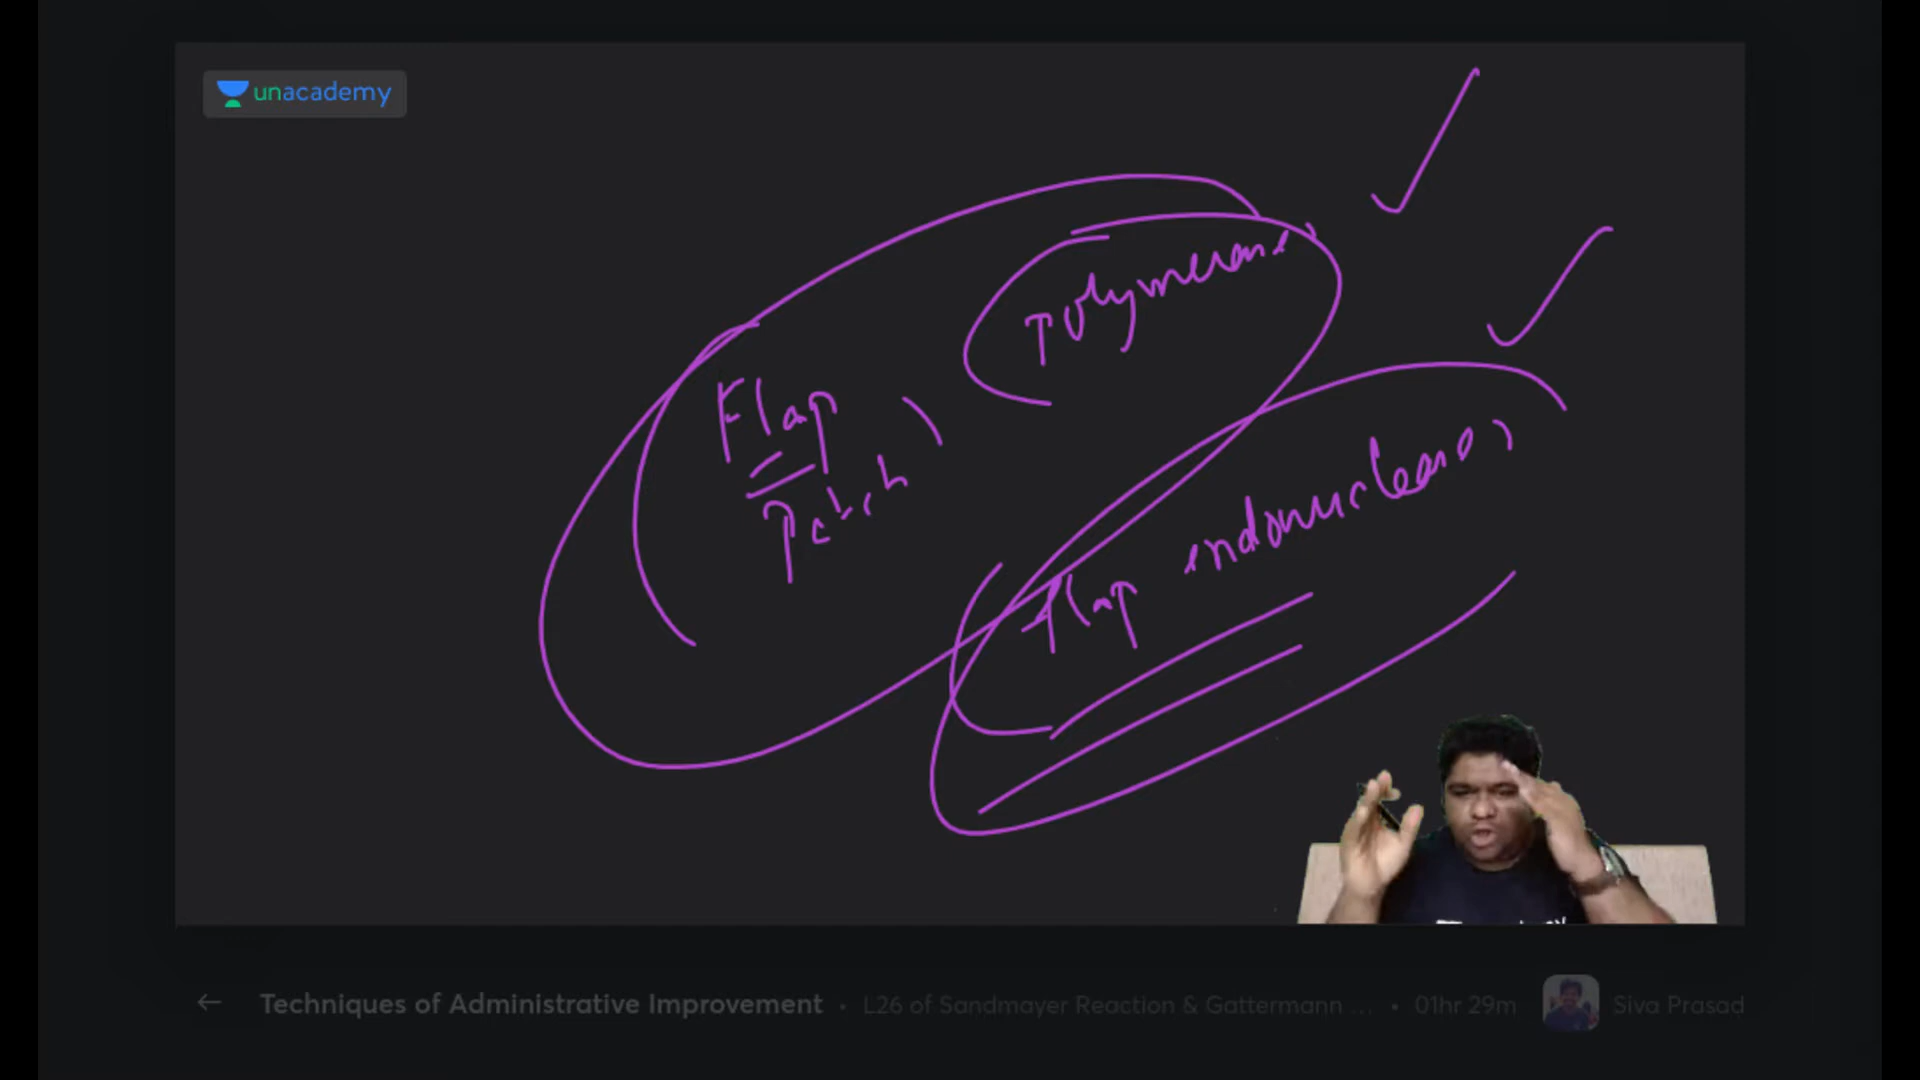 unacademy
Polymerase,
Flap
Patch,
Flap endonuclease,
Techniques of Administrative Improvement • L26 of Sandmayer Reaction & Gattermann ... • 01hr 29m Siva Prasad